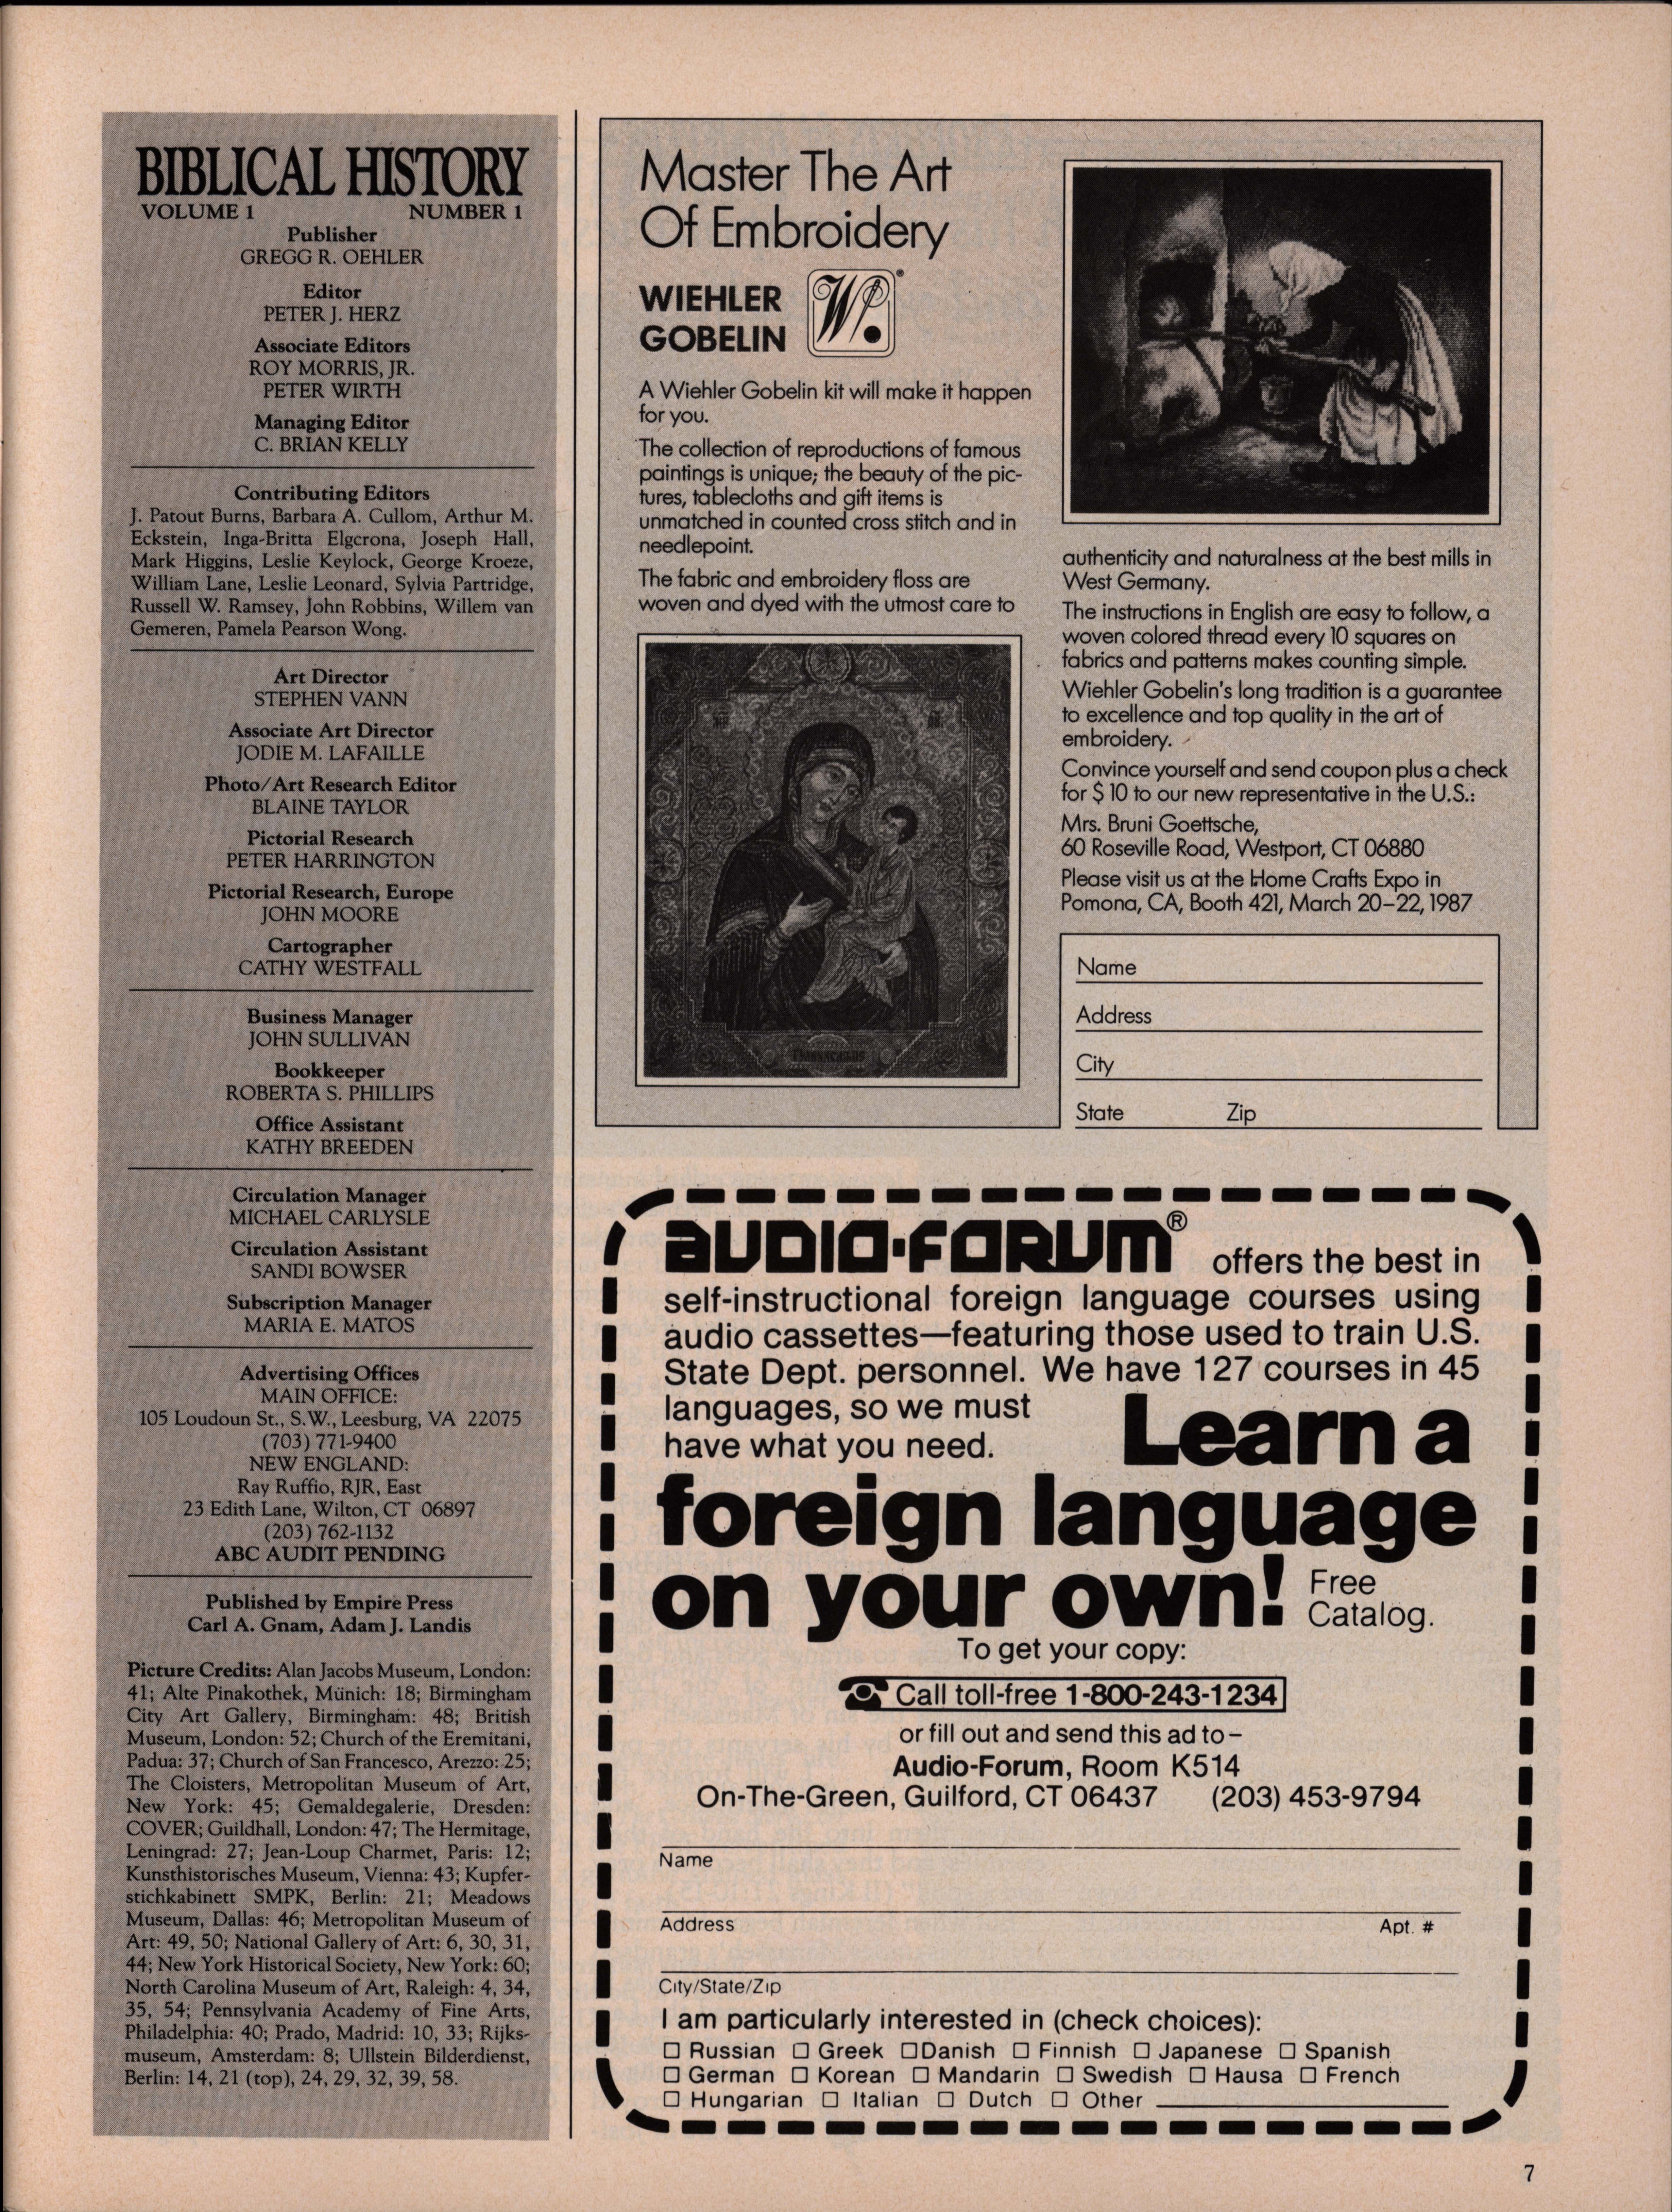 BIBLICAL HISTORY
VOLUME 1 NUMBER 1
Publisher
GREGG R. OEHLER
Editor
PETER J. HERZ
Associate Editors
ROY MORRIS, JR.
PETER WIRTH
Managing Editor
C. BRIAN KELLY
Contributing Editors
J. Patout Burns, Barbara A. Cullom, Arthur M.
Eckstein, Inga-Britta Elgcrona, Joseph Hall,
Mark Higgins, Leslie Keylock, George Kroeze,
William Lane, Leslie Leonard, Sylvia Partridge,
Russell W. Ramsey, John Robbins, Willem van
Gemeren, Pamela Pearson Wong.
Art Director
STEPHEN VANN
Associate Art Director
JODIE M. LAFAILLE
Photo/Art Research Editor
BLAINE TAYLOR
Pictorial Research
PETER HARRINGTON
Pictorial Research, Europe
JOHN MOORE
Cartographer
CATHY WESTFALL
Business Manager
JOHN SULLIVAN
Bookkeeper
ROBERTA S. PHILLIPS
Office Assistant
KATHY BREEDEN
Circulation Manager
MICHAEL CARLYSLE
Circulation Assistant
SANDI BOWSER
Subscription Manager
MARIA E. MATOS
Advertising Offices
MAIN OFFICE:
105 Loudoun St., S.W., Leesburg, VA 22075
(703) 771-9400
NEW ENGLAND:
Ray Ruffio, RJR, East
23 Edith Lane, Wilton, CT 06897
(203) 762-1132
ABC AUDIT PENDING
Published by Empire Press
Carl A. Gnam, Adam J. Landis
Picture Credits: Alan Jacobs Museum, London:
41; Alte Pinakothek, Münich: 18; Birmingham
City Art Gallery, Birmingham: 48; British
Museum, London: 52; Church of the Eremitani,
Padua: 37; Church of San Francesco, Arezzo: 25;
The Cloisters, Metropolitan Museum of Art,
New York: 45; Gemaldegalerie, Dresden:
COVER; Guildhall, London: 47; The Hermitage,
Leningrad: 27; Jean-Loup Charmet, Paris: 12;
Kunsthistorisches Museum, Vienna: 43; Kupfer-
stichkabinett SMPK, Berlin: 21; Meadows
Museum, Dallas: 46; Metropolitan Museum of
Art: 49, 50; National Gallery of Art: 6, 30, 31,
44; New York Historical Society, New York: 60;
North Carolina Museum of Art, Raleigh: 4, 34,
35, 54; Pennsylvania Academy of Fine Arts,
Philadelphia: 40; Prado, Madrid: 10, 33; Rijks-
museum, Amsterdam: 8; Ullstein Bilderdienst,
Berlin: 14, 21 (top), 24, 29, 32, 39, 58.
Master The Art
Of Embroidery
WIEHLER
GOBELIN
W®
A Wiehler Gobelin kit will make it happen
for you.
The collection of reproductions of famous
paintings is unique; the beauty of the pic-
tures, tablecloths and gift items is
unmatched in counted cross stitch and in
needlepoint.
The fabric and embroidery floss are
woven and dyed with the utmost care to
authenticity and naturalness at the best mills in
West Germany.
The instructions in English are easy to follow, a
woven colored thread every 10 squares on
fabrics and patterns makes counting simple.
Wiehler Gobelin's long tradition is a guarantee
to excellence and top quality in the art of
embroidery.
Convince yourself and send coupon plus a check
for $ 10 to our new representative in the U.S.:
Mrs. Bruni Goettsche,
60 Roseville Road, Westport, CT 06880
Please visit us at the Home Crafts Expo in
Pomona, CA, Booth 421, March 20–22, 1987
Name
Address
City
State Zip
aUDIO·FORUM® offers the best in
self-instructional foreign language courses using
audio cassettes—featuring those used to train U.S.
State Dept. personnel. We have 127 courses in 45
languages, so we must
have what you need.
Learn a
foreign language
on your own!
Free
Catalog.
To get your copy:
Call toll-free 1-800-243-1234
or fill out and send this ad to –
Audio-Forum, Room K514
On-The-Green, Guilford, CT 06437 (203) 453-9794
Name
Address Apt. #
City/State/Zip
I am particularly interested in (check choices):
□ Russian □ Greek □ Danish □ Finnish □ Japanese □ Spanish
□ German □ Korean □ Mandarin □ Swedish □ Hausa □ French
□ Hungarian □ Italian □ Dutch □ Other
7